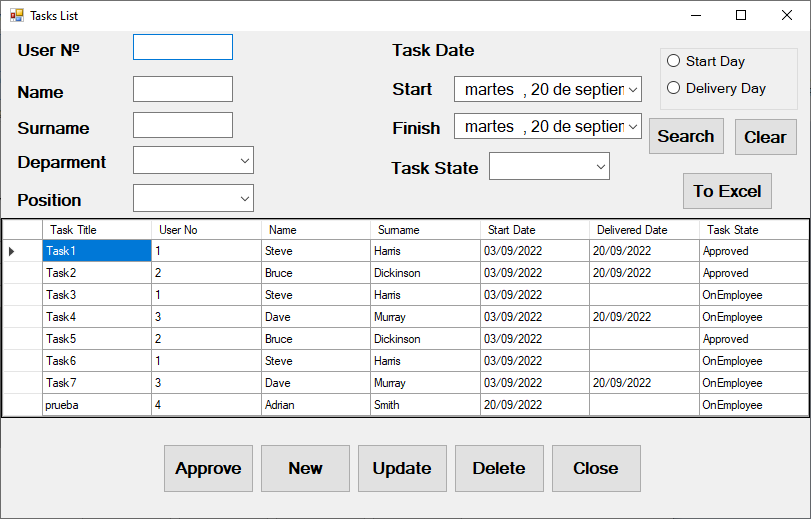 Tasks List
User Nº
Task Date
Start Day
Name
Start
martes , 20 de septiem
Delivery Day
Surname
Finish
martes , 20 de septiem
Search
Clear
Deparment
Task State
Position
To Excel
Task Title User No Name Surname Start Date Delivered Date Task State
Task1 1 Steve Harris 03/09/2022 20/09/2022 Approved
Task2 2 Bruce Dickinson 03/09/2022 20/09/2022 Approved
Task3 1 Steve Harris 03/09/2022 OnEmployee
Task4 3 Dave Murray 03/09/2022 20/09/2022 OnEmployee
Task5 2 Bruce Dickinson 03/09/2022 Approved
Task6 1 Steve Harris 03/09/2022 OnEmployee
Task7 3 Dave Murray 03/09/2022 20/09/2022 OnEmployee
prueba 4 Adrian Smith 20/09/2022 OnEmployee
Approve New Update Delete Close